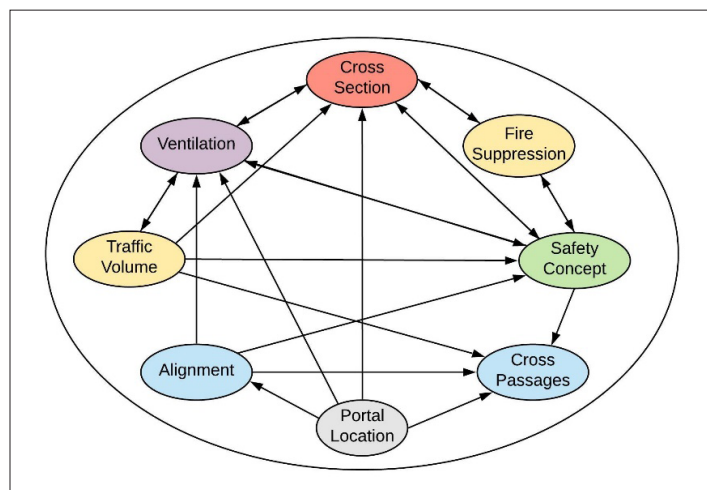 Cross
Section
Ventilation
Fire
Suppression
Traffic
Volume
Safety
Concept
Alignment
Cross
Passages
Portal
Location